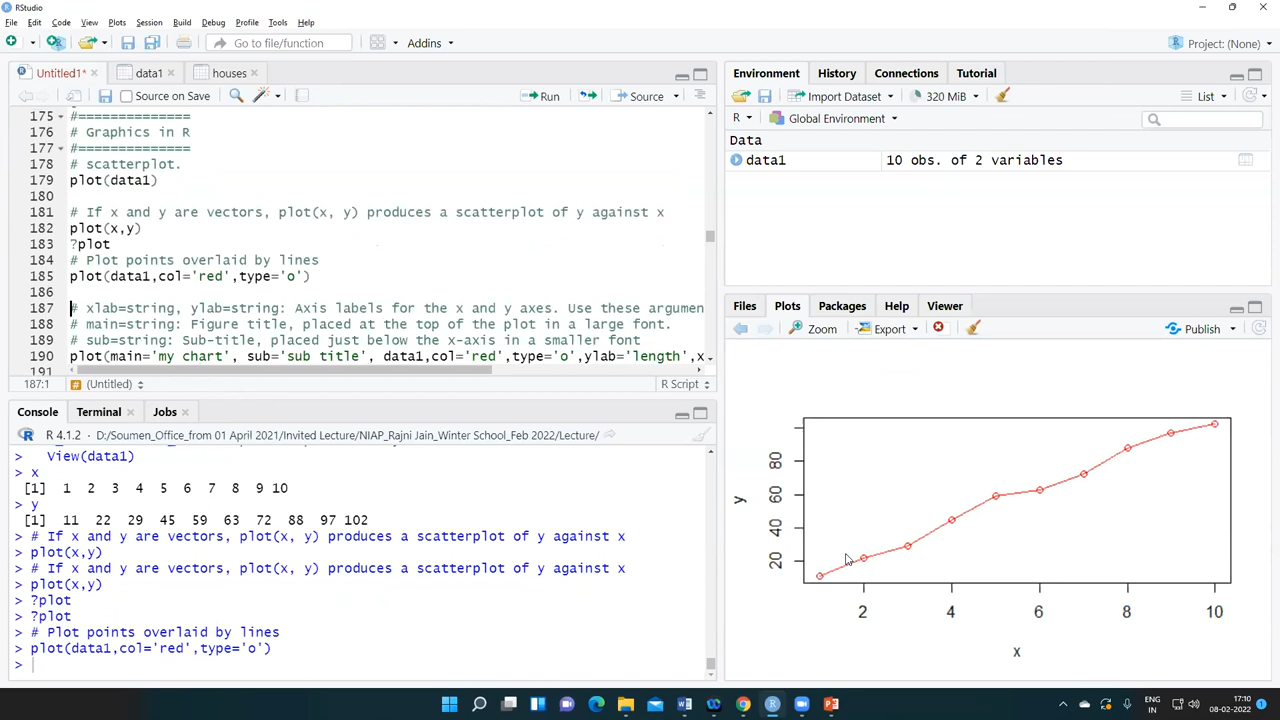 RStudio
File Edit Code View Plots Session Build Debug Profile Tools Help
Go to file/function Addins Project: (None)
Untitled1* data1 houses
Source on Save Run Source
175 #==============
176 # Graphics in R
177 #==============
178 # scatterplot.
179 plot(data1)
180
181 # If x and y are vectors, plot(x, y) produces a scatterplot of y against x
182 plot(x,y)
183 ?plot
184 # Plot points overlaid by lines
185 plot(data1,col='red',type='o')
186
187 # xlab=string, ylab=string: Axis labels for the x and y axes. Use these argumen
188 # main=string: Figure title, placed at the top of the plot in a large font.
189 # sub=string: Sub-title, placed just below the x-axis in a smaller font
190 plot(main='my chart', sub='sub title', data1,col='red',type='o',ylab='length',x
191
187:1 (Untitled) R Script
Console Terminal Jobs
R 4.1.2 · D:/Soumen_Office_from 01 April 2021/Invited Lecture/NIAP_Rajni Jain_Winter School_Feb 2022/Lecture/
> View(data1)
> x
[1] 1 2 3 4 5 6 7 8 9 10
> y
[1] 11 22 29 45 59 63 72 88 97 102
> # If x and y are vectors, plot(x, y) produces a scatterplot of y against x
> plot(x,y)
> # If x and y are vectors, plot(x, y) produces a scatterplot of y against x
> plot(x,y)
> ?plot
> ?plot
> # Plot points overlaid by lines
> plot(data1,col='red',type='o')
>
Environment History Connections Tutorial
Import Dataset 320 MiB List
R Global Environment
Data
data1 10 obs. of 2 variables
Files Plots Packages Help Viewer
Zoom Export Publish
y
80
60
40
20
2 4 6 8 10
x
ENG
IN
17:10
08-02-2022